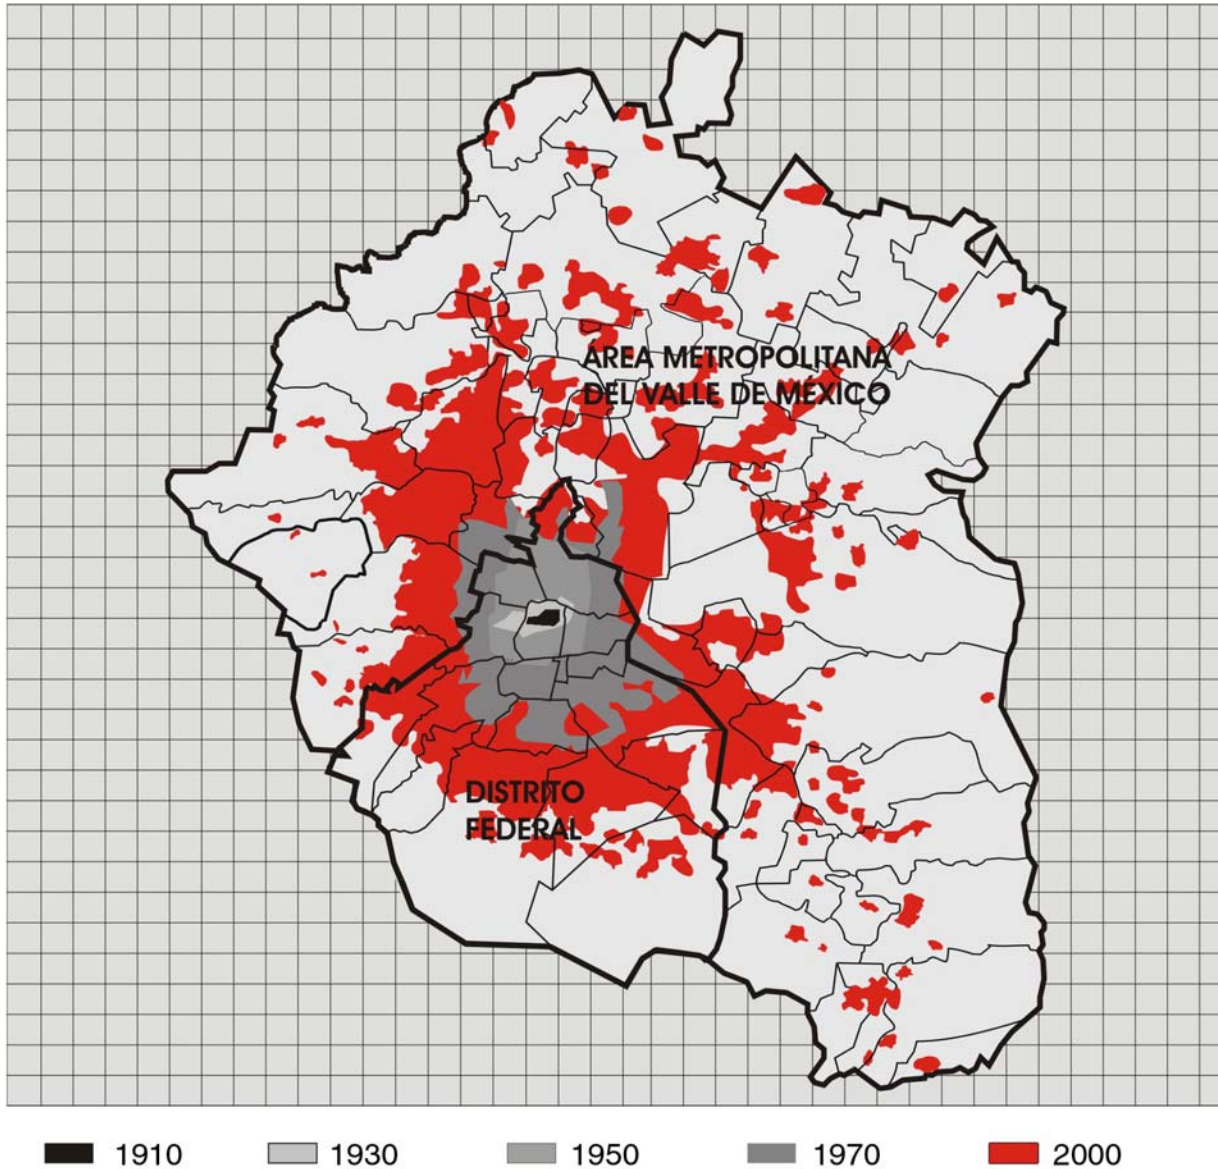 ÁREA METROPOLITANA
DEL VALLE DE MÉXICO
DISTRITO
FEDERAL
1910 1930 1950 1970 2000